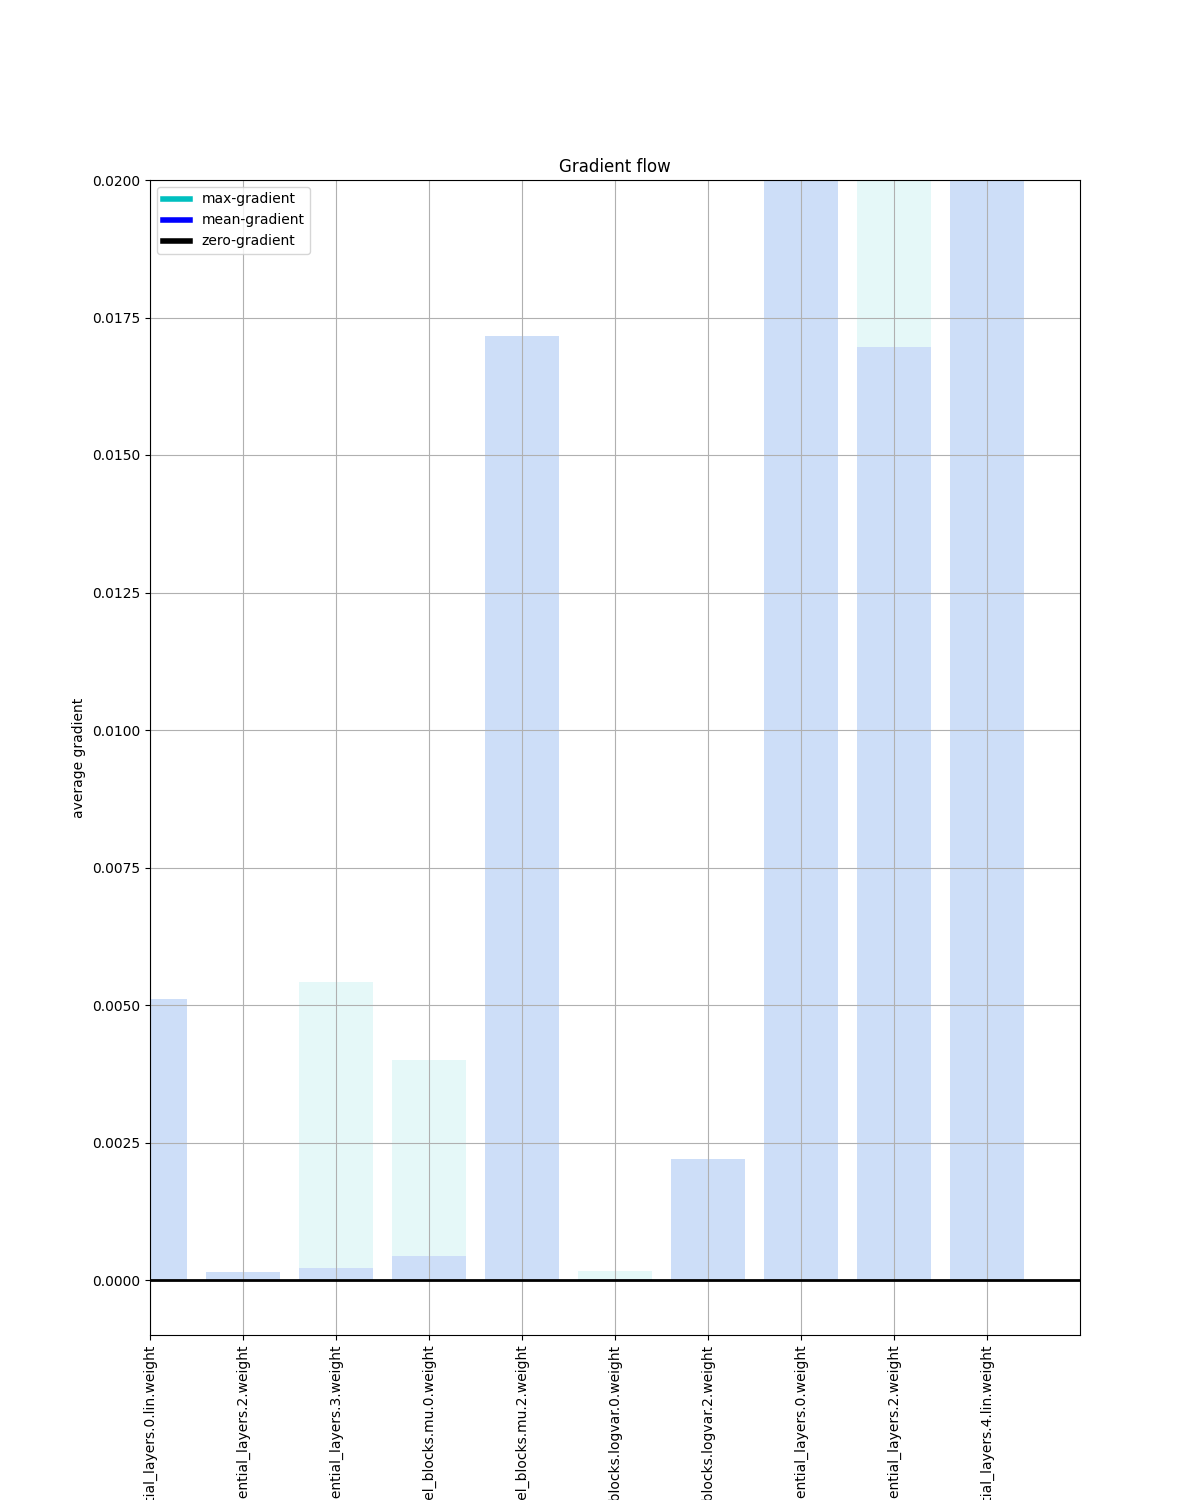 Gradient flow
max-gradient
mean-gradient
zero-gradient
average gradient
0.0200
0.0175
0.0150
0.0125
0.0100
0.0075
0.0050
0.0025
0.0000
tial_layers.0.lin.weight
ential_layers.2.weight
ential_layers.3.weight
el_blocks.mu.0.weight
el_blocks.mu.2.weight
blocks.logvar.0.weight
blocks.logvar.2.weight
ential_layers.0.weight
ential_layers.2.weight
tial_layers.4.lin.weight